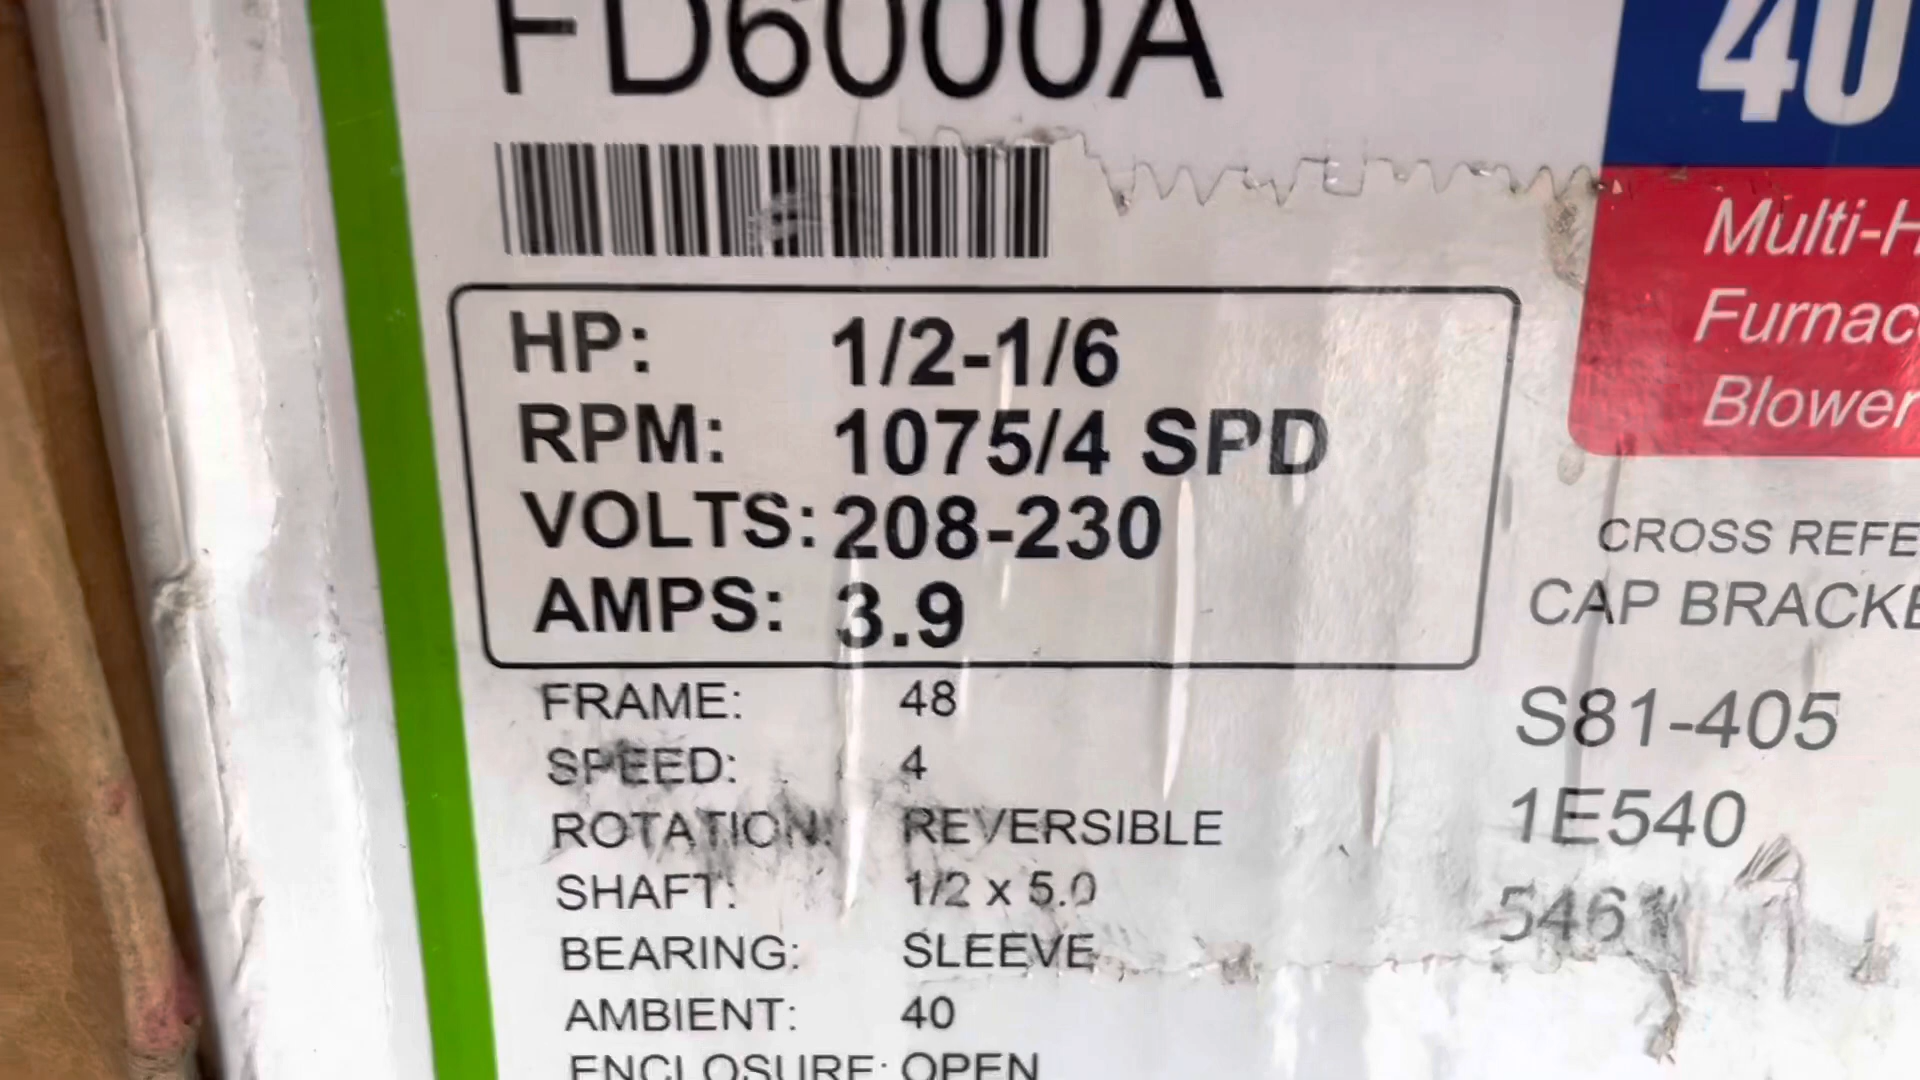 FD6000A
40
Multi-H
Furnac
Blower
HP: 1/2-1/6
RPM: 1075/4 SPD
VOLTS: 208-230
AMPS: 3.9
FRAME: 48
SPEED: 4
ROTATION: REVERSIBLE
SHAFT: 1/2 x 5.0
BEARING: SLEEVE
AMBIENT: 40
ENCLOSURE: OPEN
CROSS REFE
CAP BRACKE
S81-405
1E540